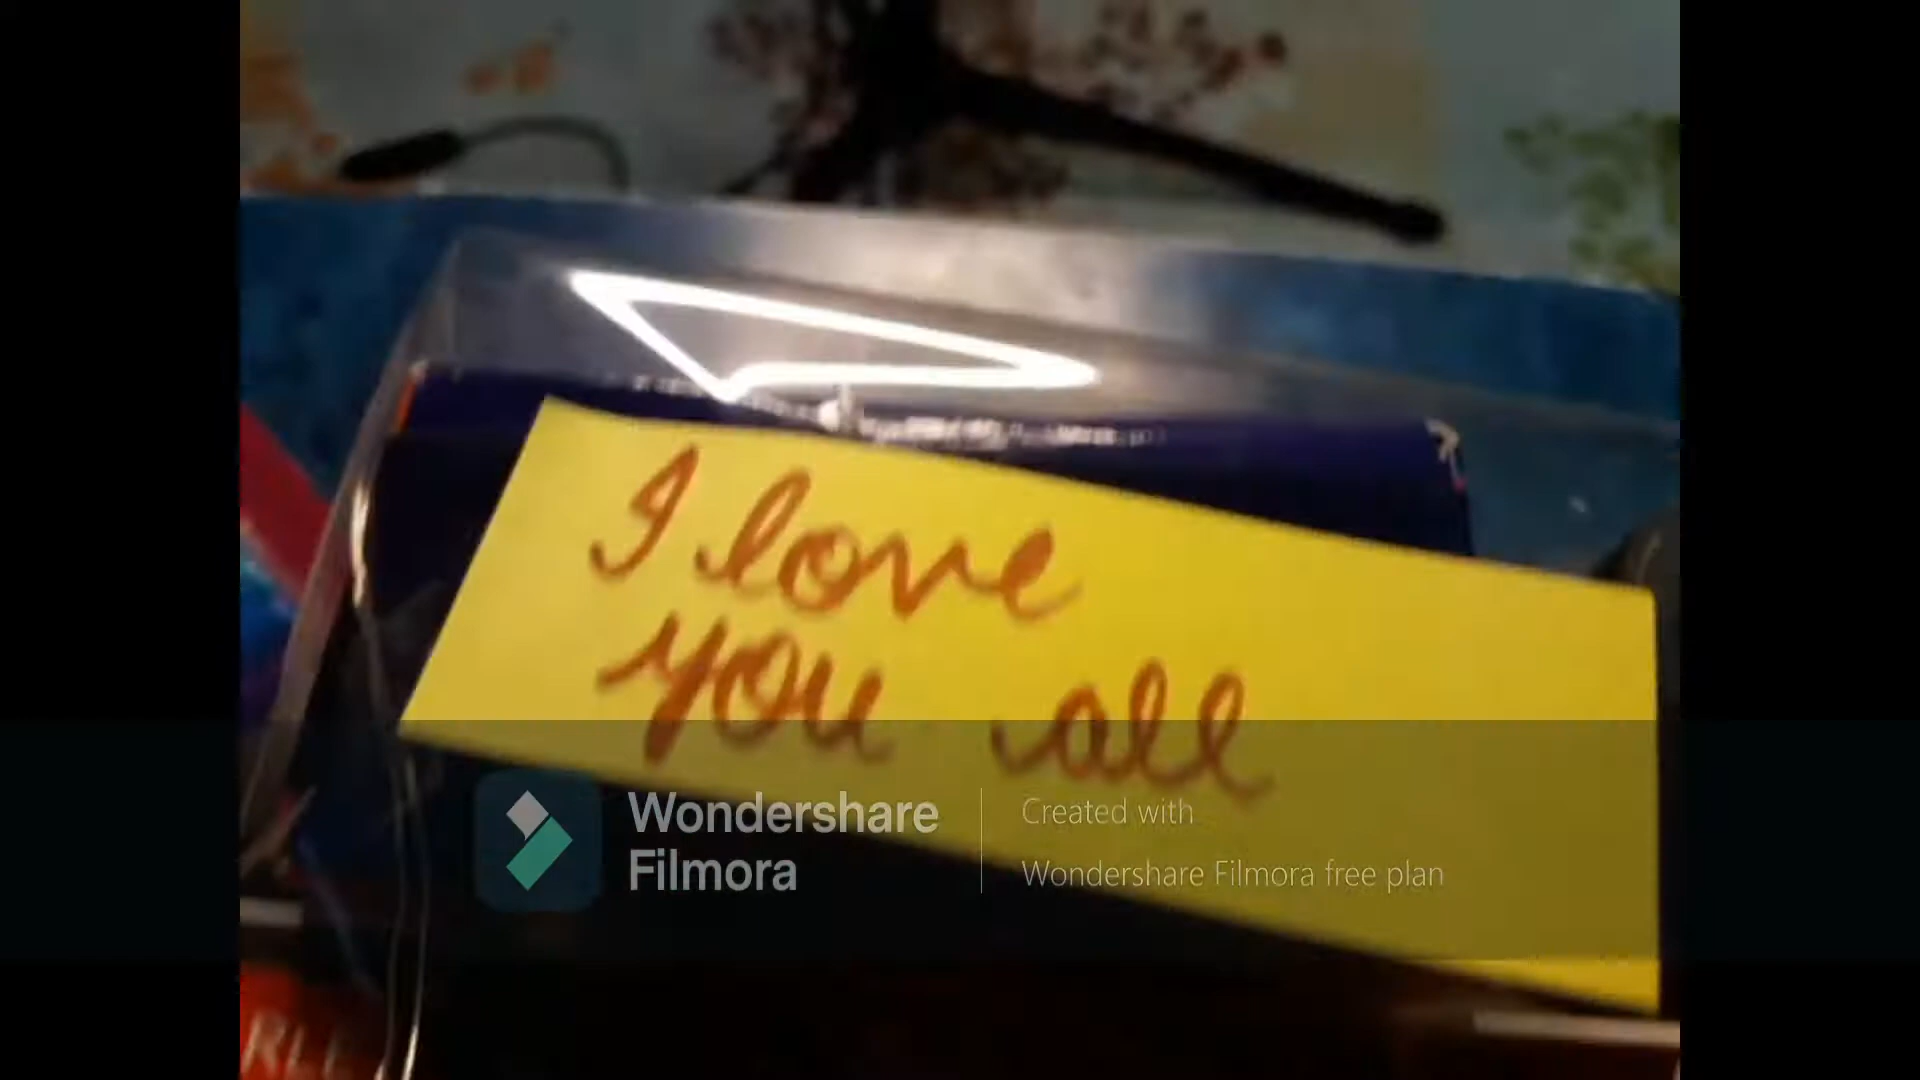 I love
you all
Wondershare
Filmora
Created with
Wondershare Filmora free plan